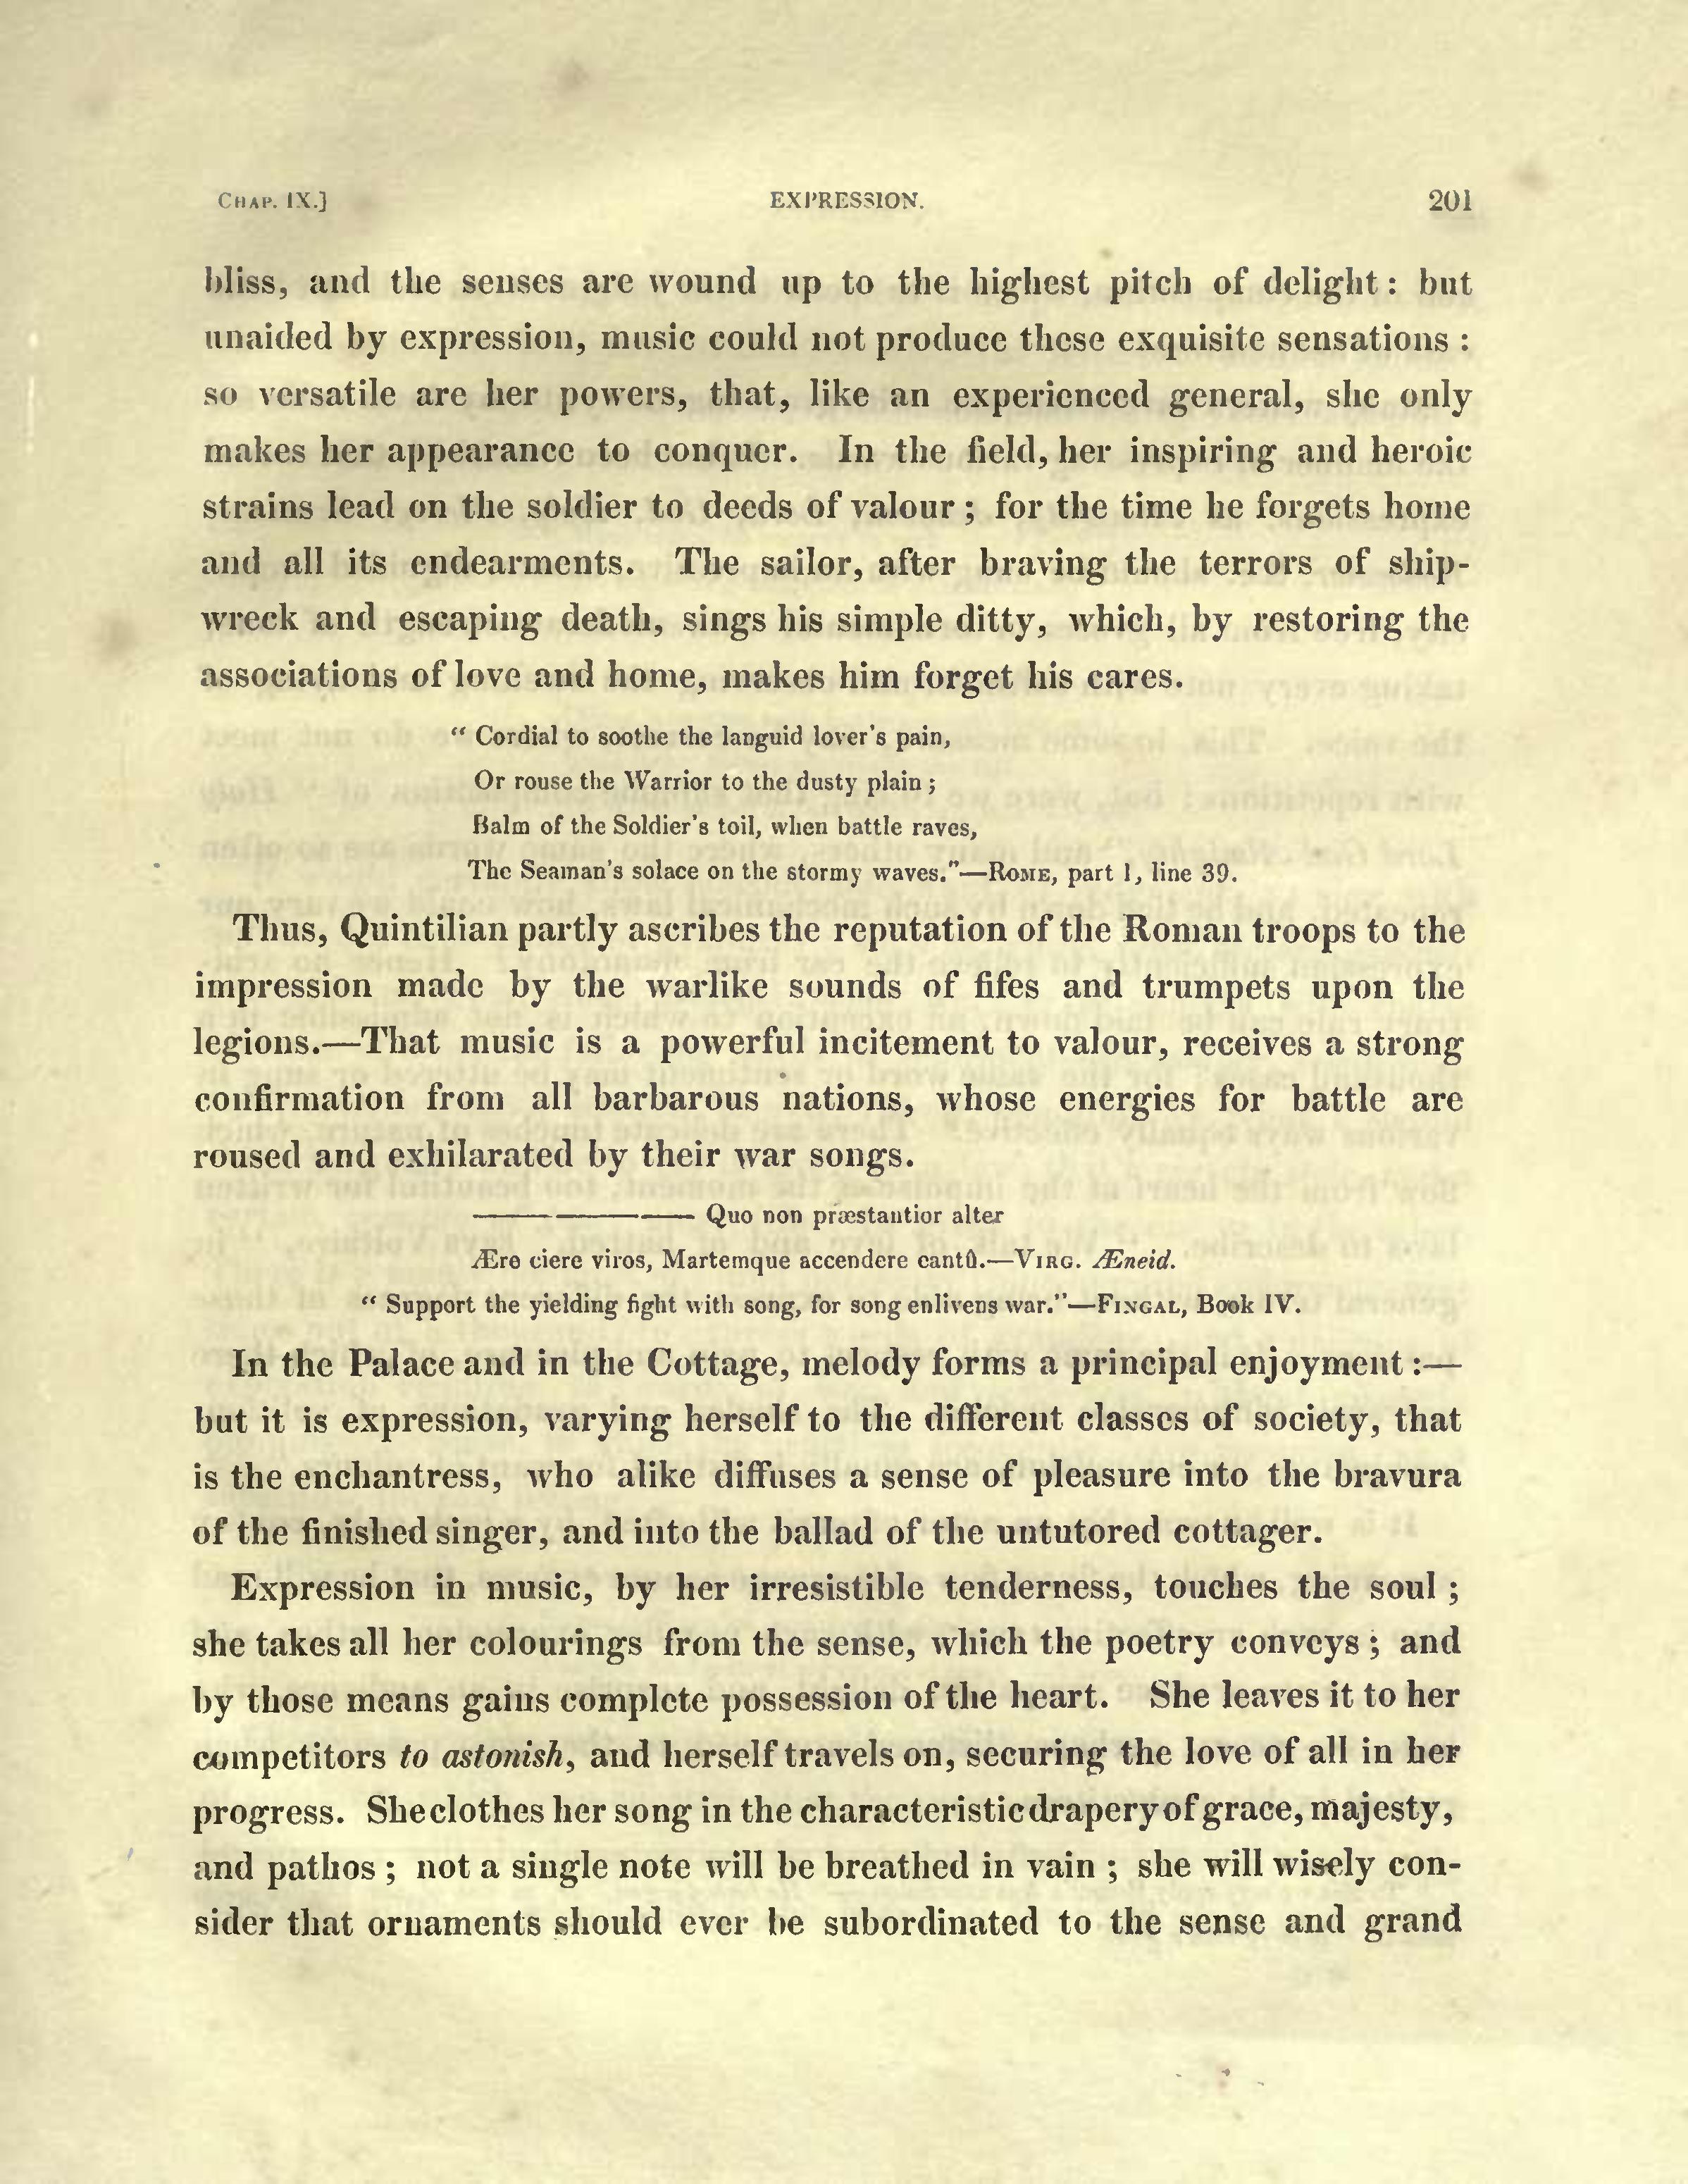 CHAP. IX.] EXPRESSION. 201
bliss, and the senses are wound up to the highest pitch of delight : but
unaided by expression, music could not produce these exquisite sensations :
so versatile are her powers, that, like an experienced general, she only
makes her appearance to conquer. In the field, her inspiring and heroic
strains lead on the soldier to deeds of valour ; for the time he forgets home
and all its endearments. The sailor, after braving the terrors of ship-
wreck and escaping death, sings his simple ditty, which, by restoring the
associations of love and home, makes him forget his cares.
“ Cordial to soothe the languid lover's pain,
Or rouse the Warrior to the dusty plain ;
Balm of the Soldier's toil, when battle raves,
The Seaman's solace on the stormy waves."—ROME, part 1, line 39.
Thus, Quintilian partly ascribes the reputation of the Roman troops to the
impression made by the warlike sounds of fifes and trumpets upon the
legions.—That music is a powerful incitement to valour, receives a strong
confirmation from all barbarous nations, whose energies for battle are
roused and exhilarated by their war songs.
——— Quo non præstantior alter
Ære ciere viros, Martemque accendere cantû.—VIRG. Æneid.
“ Support the yielding fight with song, for song enlivens war."—FINGAL, Book IV.
In the Palace and in the Cottage, melody forms a principal enjoyment :—
but it is expression, varying herself to the different classes of society, that
is the enchantress, who alike diffuses a sense of pleasure into the bravura
of the finished singer, and into the ballad of the untutored cottager.
Expression in music, by her irresistible tenderness, touches the soul ;
she takes all her colourings from the sense, which the poetry conveys ; and
by those means gains complete possession of the heart. She leaves it to her
competitors to astonish, and herself travels on, securing the love of all in her
progress. She clothes her song in the characteristic drapery of grace, majesty,
and pathos ; not a single note will be breathed in vain ; she will wisely con-
sider that ornaments should ever be subordinated to the sense and grand